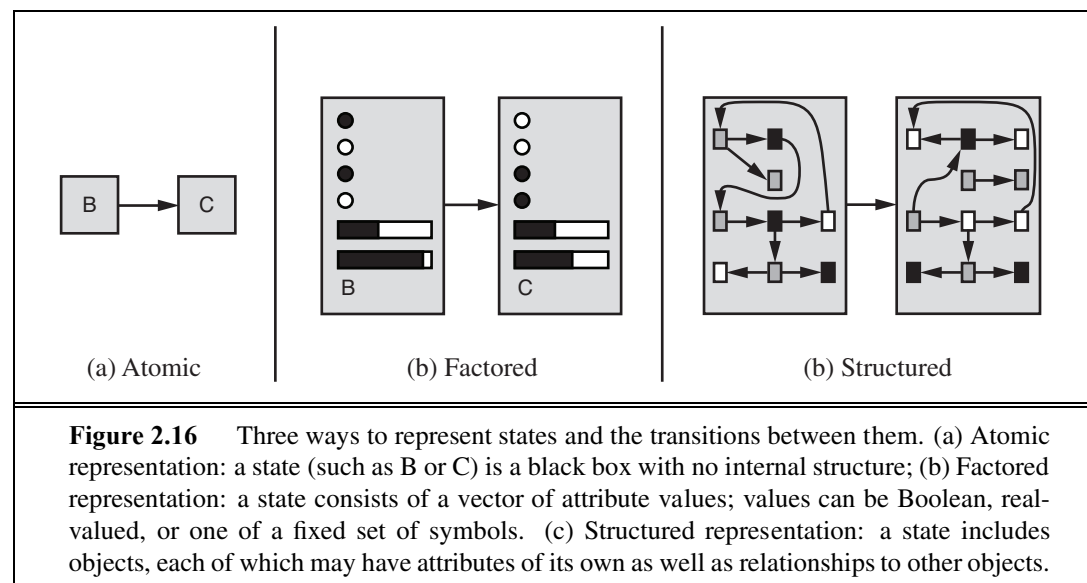 B
C
B
C
(a) Atomic
(b) Factored
(b) Structured
Figure 2.16 Three ways to represent states and the transitions between them. (a) Atomic
representation: a state (such as B or C) is a black box with no internal structure; (b) Factored
representation: a state consists of a vector of attribute values; values can be Boolean, real-
valued, or one of a fixed set of symbols. (c) Structured representation: a state includes
objects, each of which may have attributes of its own as well as relationships to other objects.